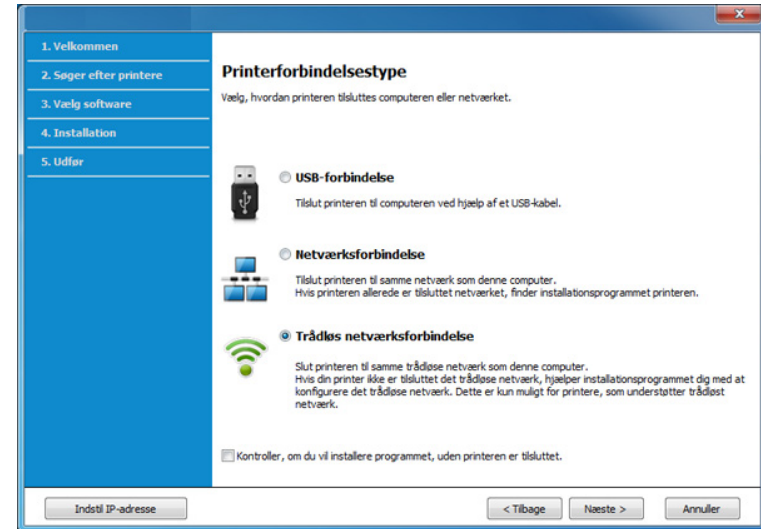 1. Velkommen
2. Søger efter printere
3. Vælg software
4. Installation
5. Udfør
Printerforbindelsestype
Vælg, hvordan printeren tilsluttes computeren eller netværket.
USB-forbindelse
Tilslut printeren til computeren ved hjælp af et USB-kabel.
Netværksforbindelse
Tilslut printeren til samme netværk som denne computer.
Hvis printeren allerede er tilsluttet netværket, finder installationsprogrammet printeren.
Trådløs netværksforbindelse
Slut printeren til samme trådløse netværk som denne computer.
Hvis din printer ikke er tilsluttet det trådløse netværk, hjælper installationsprogrammet dig med at
konfigurere det trådløse netværk. Dette er kun muligt for printere, som understøtter trådløst
netværk.
Kontroller, om du vil installere programmet, uden printeren er tilsluttet.
Indstil IP-adresse
< Tilbage
Næste >
Annuller